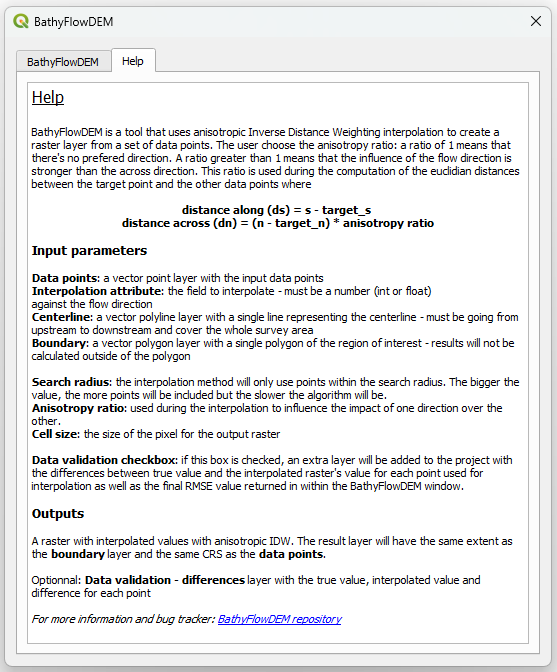 BathyFlowDEM
BathyFlowDEM
Help
Help
BathyFlowDEM is a tool that uses anisotropic Inverse Distance Weighting interpolation to create a
raster layer from a set of data points. The user choose the anisotropy ratio: a ratio of 1 means that
there's no prefered direction. A ratio greater than 1 means that the influence of the flow direction is
stronger than the across direction. This ratio is used during the computation of the euclidian distances
between the target point and the other data points where
distance along (ds) = s - target_s
distance across (dn) = (n - target_n) * anisotropy ratio
Input parameters
Data points: a vector point layer with the input data points
Interpolation attribute: the field to interpolate - must be a number (int or float)
against the flow direction
Centerline: a vector polyline layer with a single line representing the centerline - must be going from
upstream to downstream and cover the whole survey area
Boundary: a vector polygon layer with a single polygon of the region of interest - results will not be
calculated outside of the polygon
Search radius: the interpolation method will only use points within the search radius. The bigger the
value, the more points will be included but the slower the algorithm will be.
Anisotropy ratio: used during the interpolation to influence the impact of one direction over the
other.
Cell size: the size of the pixel for the output raster
Data validation checkbox: if this box is checked, an extra layer will be added to the project with
the differences between true value and the interpolated raster's value for each point used for
interpolation as well as the final RMSE value returned in within the BathyFlowDEM window.
Outputs
A raster with interpolated values with anisotropic IDW. The result layer will have the same extent as
the boundary layer and the same CRS as the data points.
Optionnal: Data validation - differences layer with the true value, interpolated value and
difference for each point
For more information and bug tracker: BathyFlowDEM repository